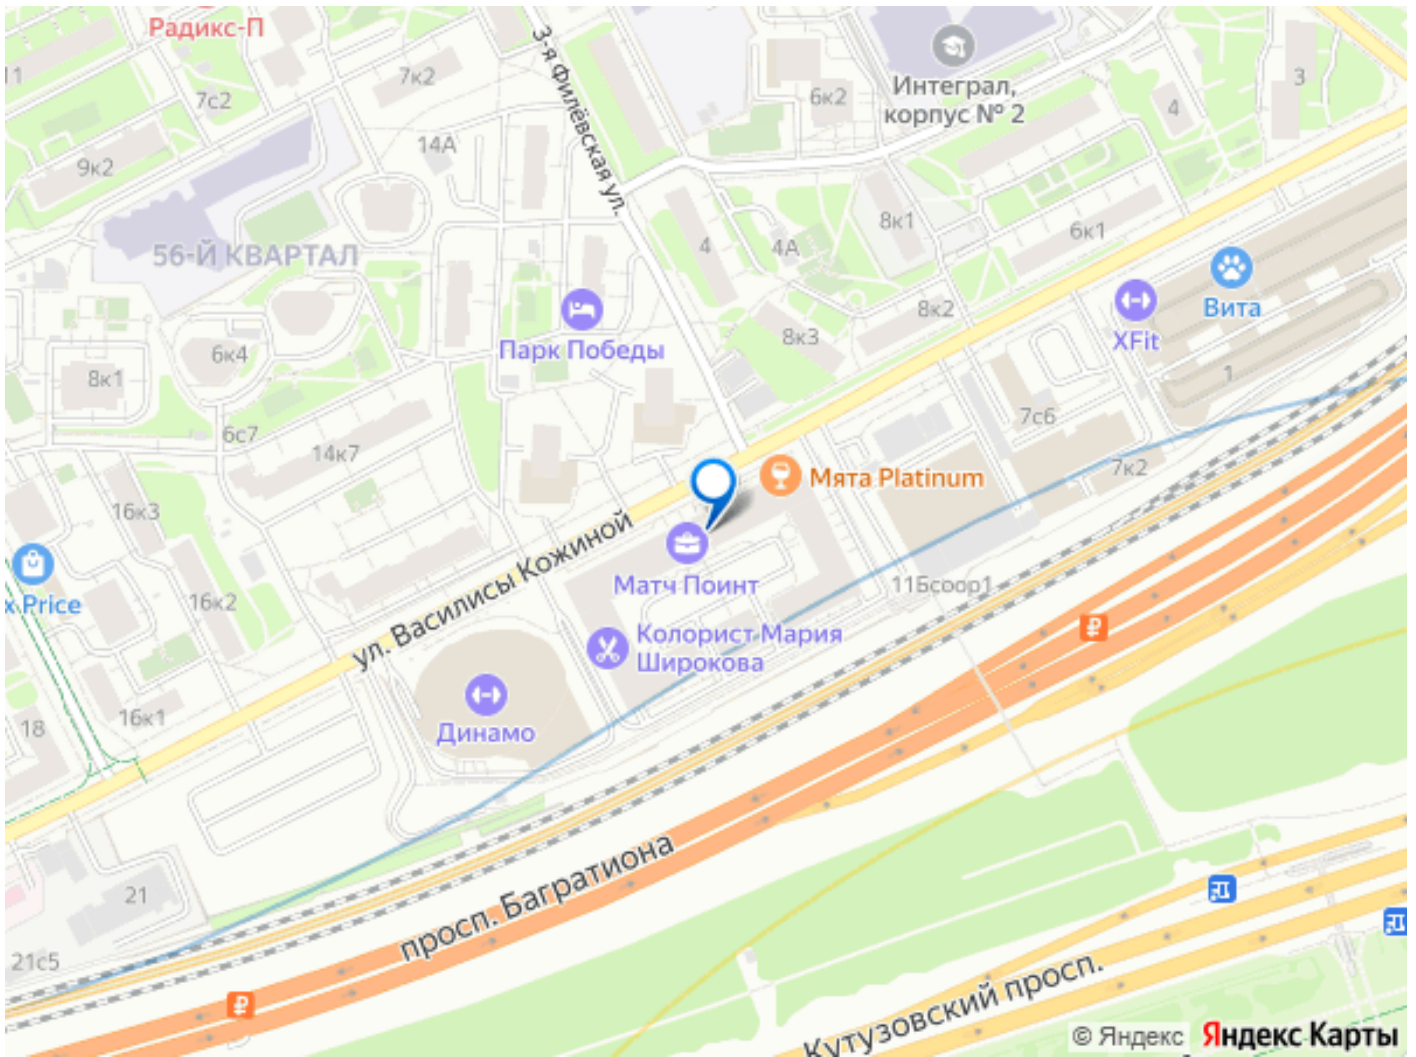 Радикс-П
3-я Филёвская ул.
11
7к2
7с2
9к2
14А
6к2
Интеграл,
корпус № 2
3
4
56-Й КВАРТАЛ
4
4А
8к1
6к1
Вита
XFit
Парк Победы
8к2
8к3
6к4
8к1
1
7с6
6с7
14к7
7к2
Мята Platinum
16к3
ул. Василисы Кожиной
Матч Поинт
11Бсоор1
x Price
16к2
Колорист Мария
Широкова
Динамо
16к1
18
просп. Багратиона
21
21с5
Кутузовский просп.
© Яндекс Яндекс Карты